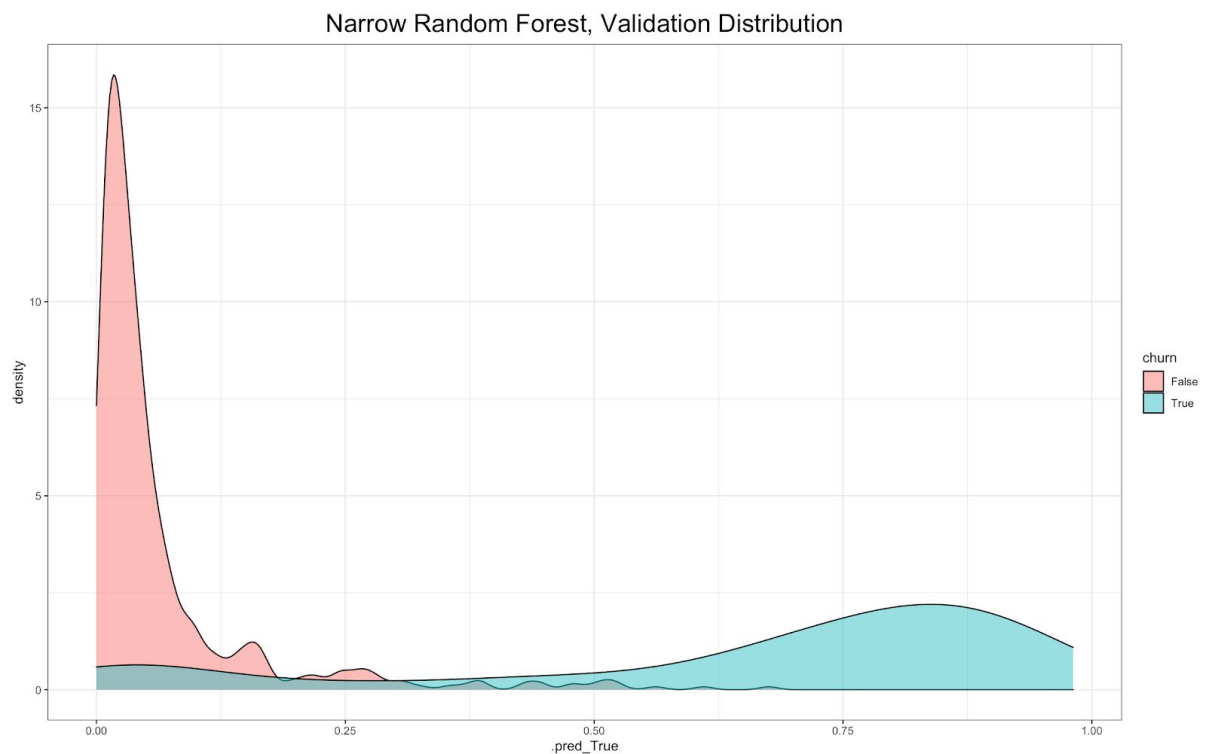 Narrow Random Forest, Validation Distribution
15
10
5
0
density
0.00 0.25 0.50 0.75 1.00
.pred_True
churn
False
True